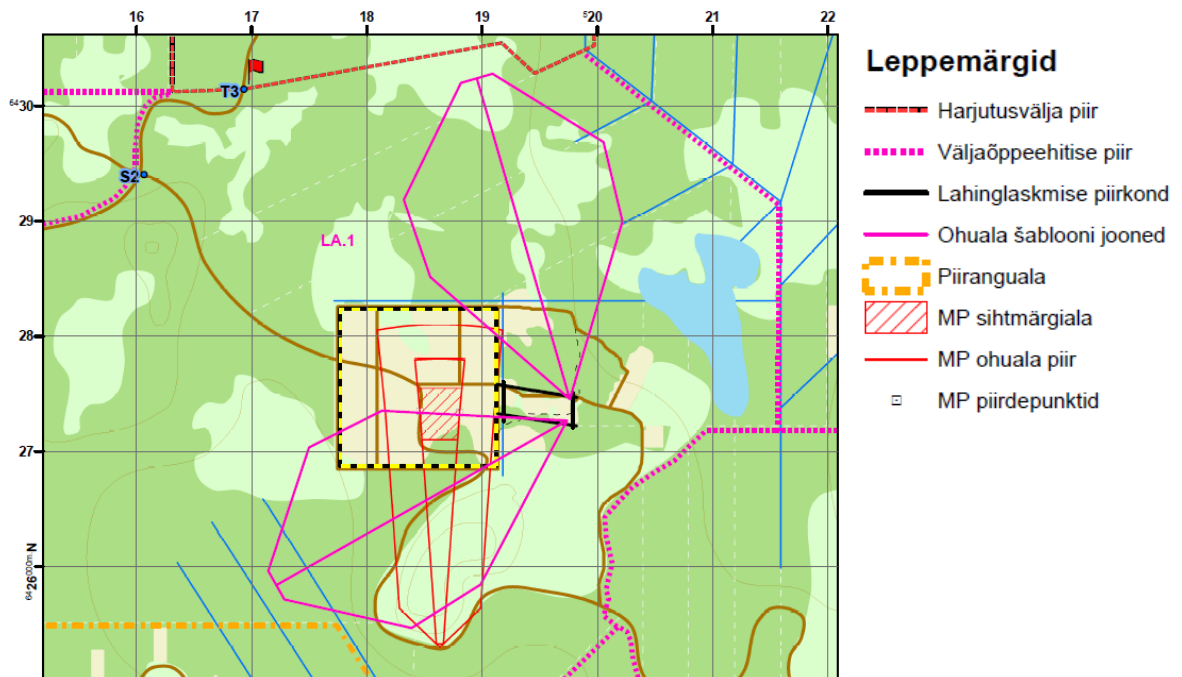 16 17 18 19 ⁵20 21 22
Leppemärgid
⁶⁴30
T3
Harjutusvälja piir
Väljaõppeehitise piir
S2
Lahinglaskmise piirkond
29
LA.1
Ohuala šablooni jooned
Piiranguala
MP sihtmärgiala
28
MP ohuala piir
MP piirdepunktid
27
⁶⁴26⁰⁰⁰ᵐ· N